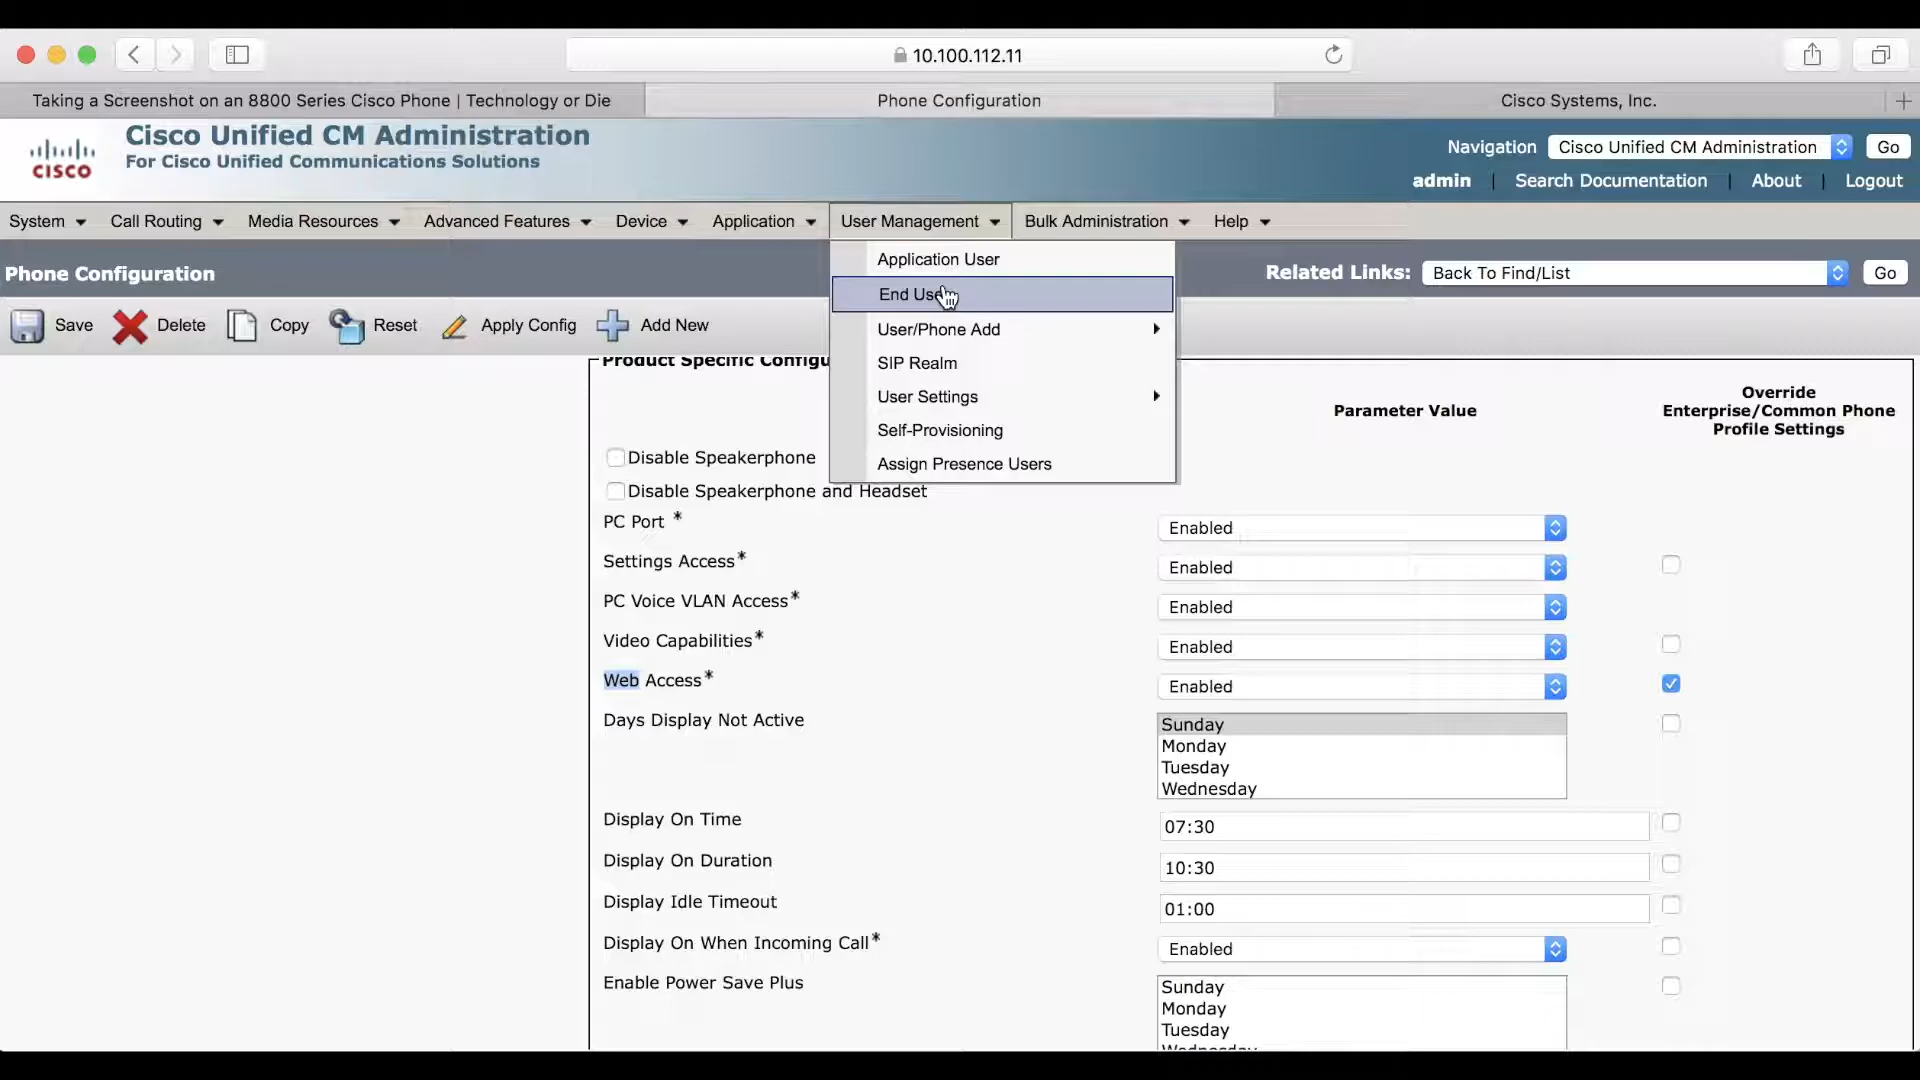 10.100.112.11
Taking a Screenshot on an 8800 Series Cisco Phone | Technology or Die
Phone Configuration
Cisco Systems, Inc.
CISCO
Cisco Unified CM Administration
For Cisco Unified Communications Solutions
Navigation
Cisco Unified CM Administration
Go
admin
Search Documentation
About
Logout
System
Call Routing
Media Resources
Advanced Features
Device
Application
User Management
Bulk Administration
Help
Phone Configuration
Related Links:
Back To Find/List
Go
Application User
End Use
User/Phone Add
SIP Realm
User Settings
Self-Provisioning
Assign Presence Users
Save
Delete
Copy
Reset
Apply Config
Add New
Product Specific Configu
Parameter Value
Override
Enterprise/Common Phone
Profile Settings
Disable Speakerphone
Disable Speakerphone and Headset
PC Port *
Enabled
Settings Access*
Enabled
PC Voice VLAN Access*
Enabled
Video Capabilities*
Enabled
Web Access*
Enabled
Days Display Not Active
Sunday
Monday
Tuesday
Wednesday
Display On Time
07:30
Display On Duration
10:30
Display Idle Timeout
01:00
Display On When Incoming Call*
Enabled
Enable Power Save Plus
Sunday
Monday
Tuesday